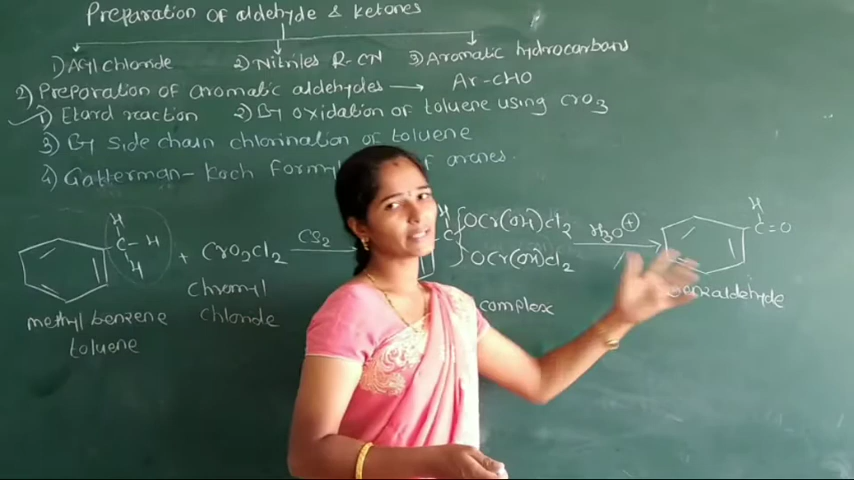 Preparation of aldehyde & ketones
1) Acyl chloride 2) Nitriles R-CN 3) Aromatic hydrocarbons
2) Preparation of aromatic aldehydes → Ar-CHO
1) Etard reaction 2) By oxidation of toluene using CrO3
3) By side chain chlorination of toluene
4) Gatterman - Koch of arenes.
H
C - H
H
+ CrO2Cl2 CS2 → OCr(OH)Cl2 H3O⊕ → H
C=O
OCr(OH)Cl2
methyl benzene
toluene
Chromyl
chloride
complex